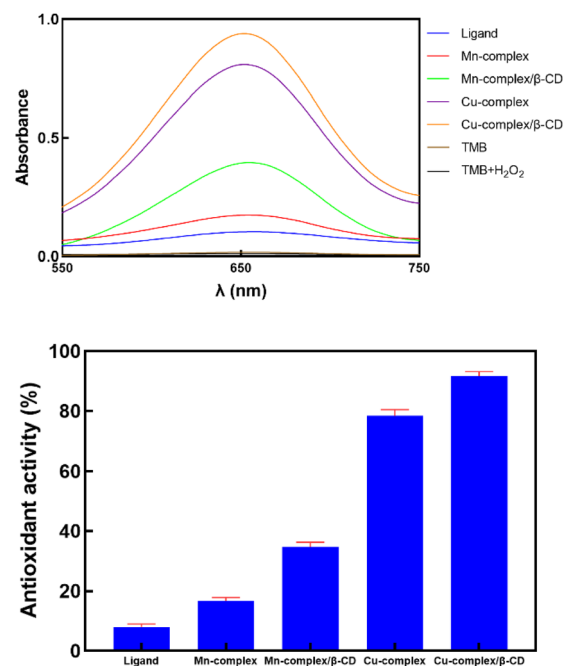 1.0
0.5
0.0
Absorbance
550
650
750
λ (nm)
Ligand
Mn-complex
Mn-complex/β-CD
Cu-complex
Cu-complex/β-CD
TMB
TMB+H₂O₂
100
80
60
40
20
0
Antioxidant activity (%)
Ligand
Mn-complex
Mn-complex/β-CD
Cu-complex
Cu-complex/β-CD